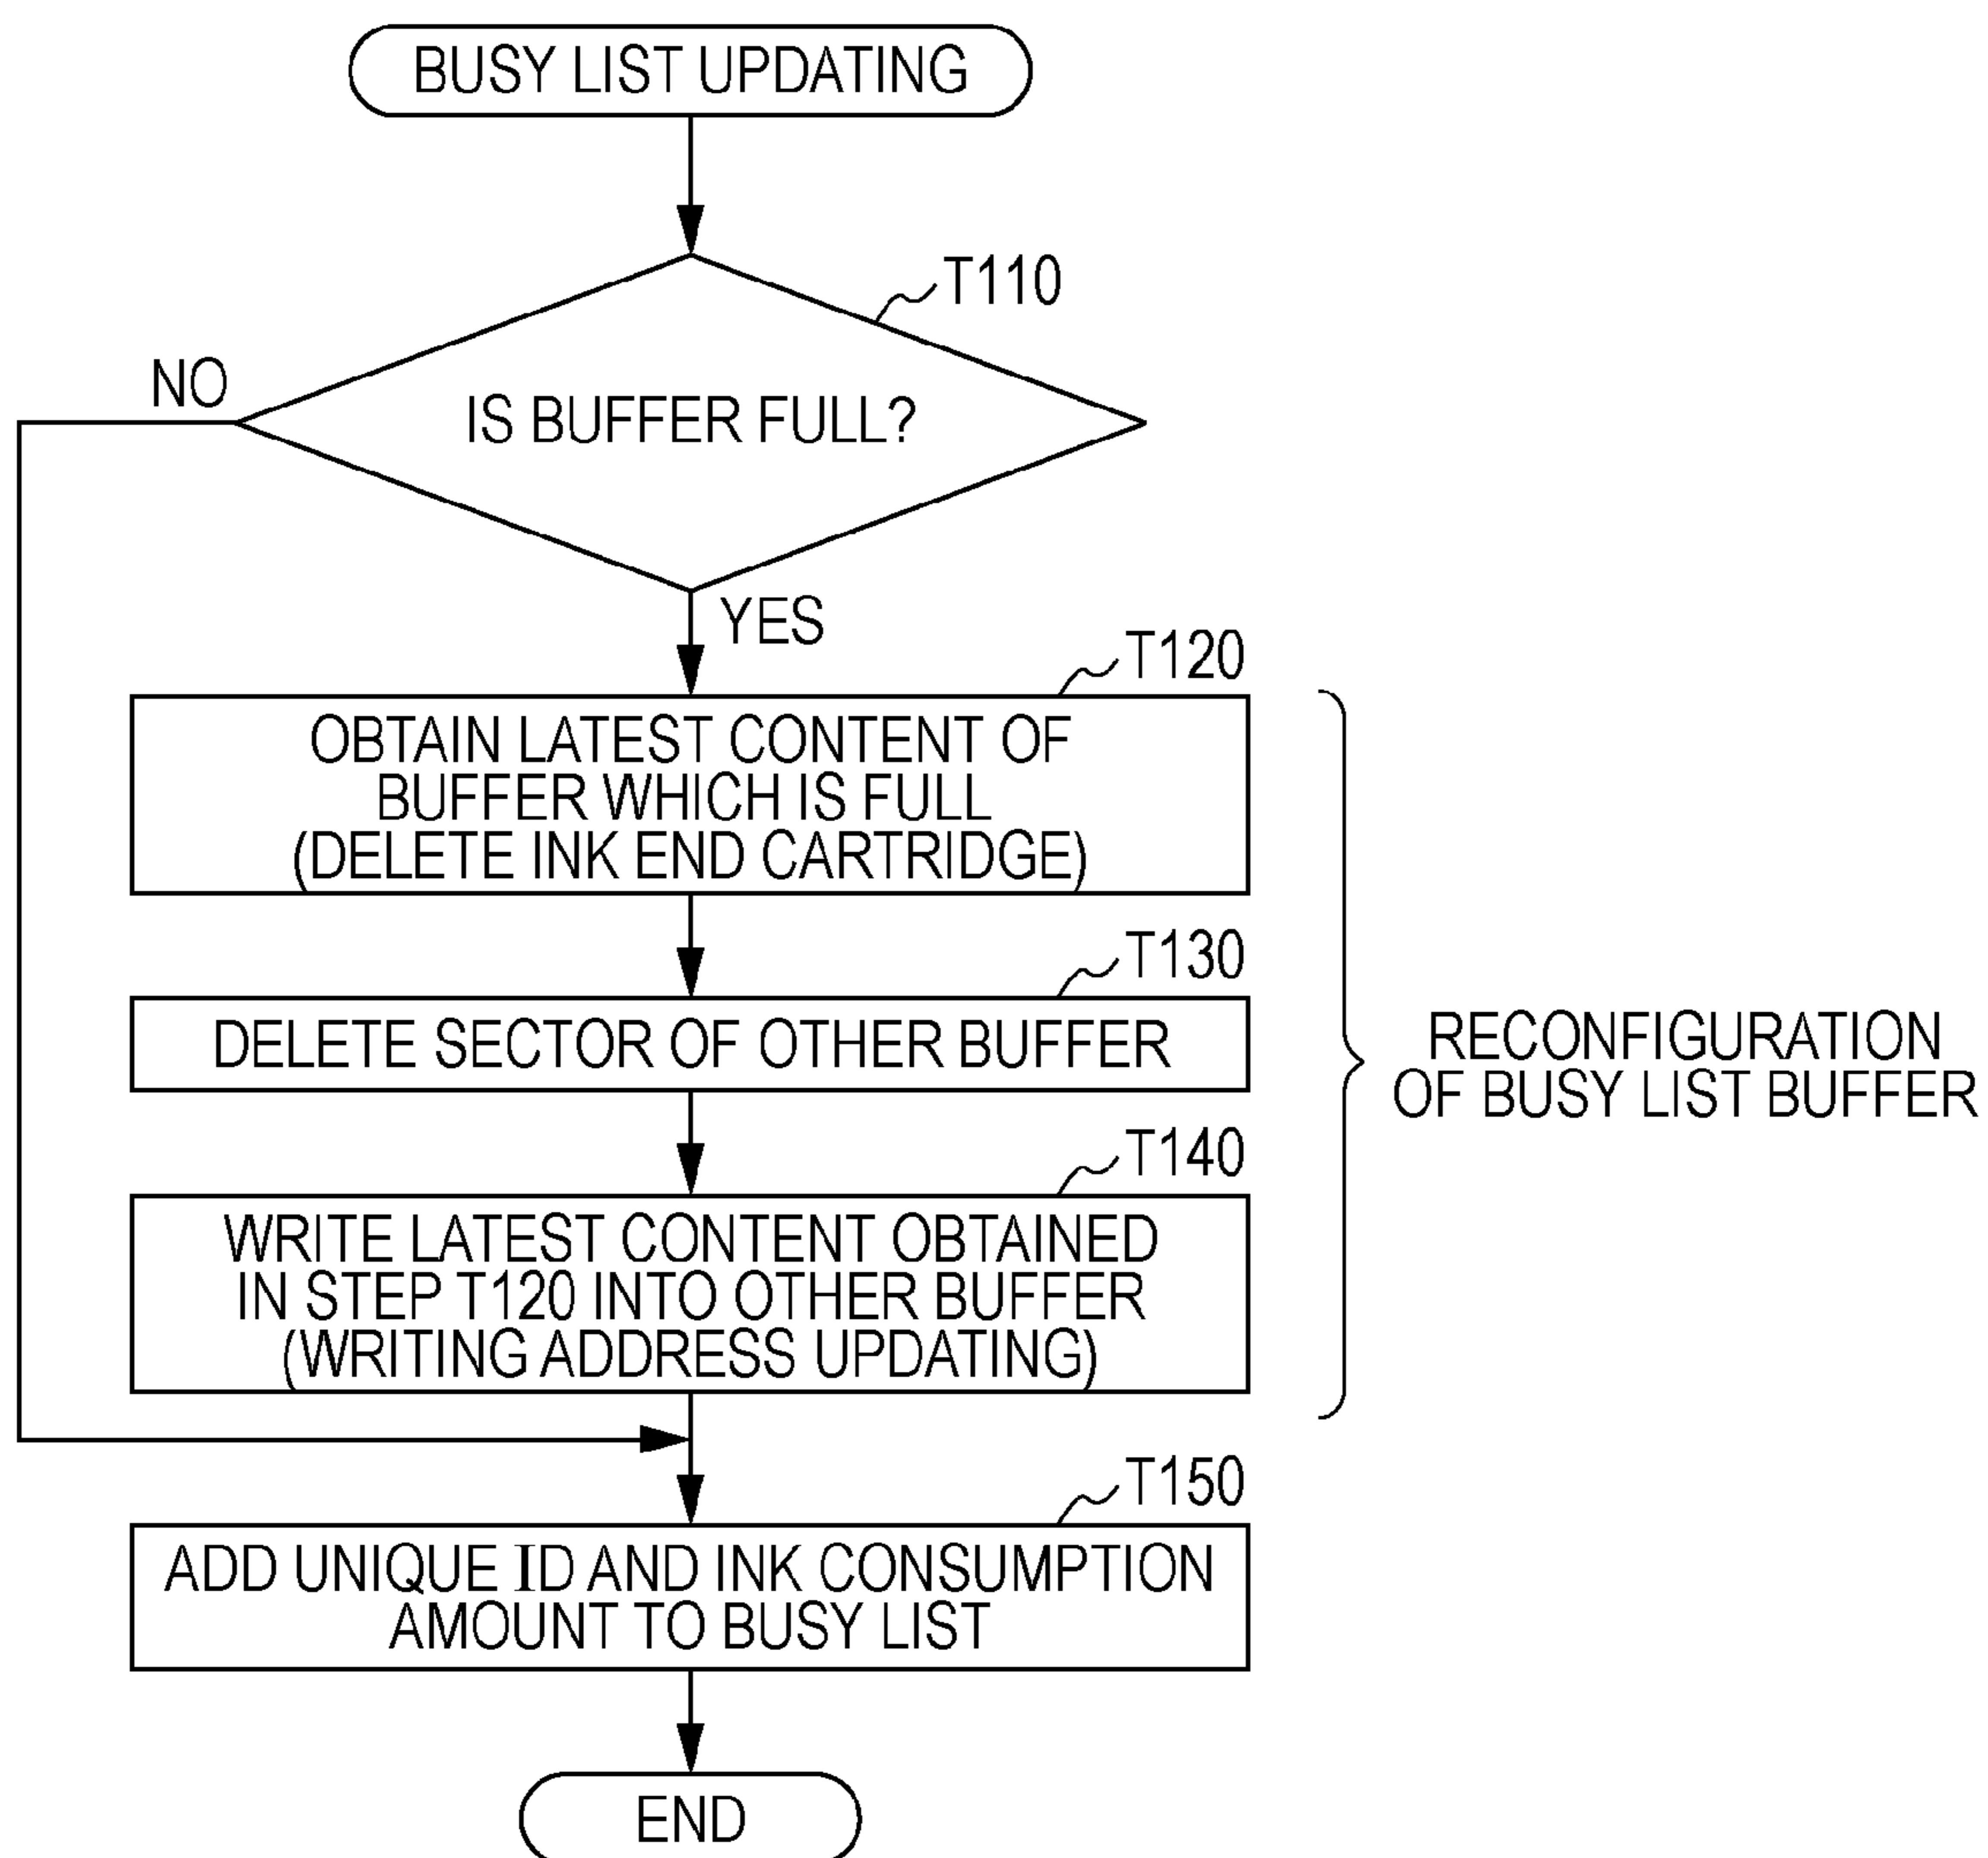 BUSY LIST UPDATING
T110
NO
IS BUFFER FULL?
YES
T120
OBTAIN LATEST CONTENT OF
BUFFER WHICH IS FULL
(DELETE INK END CARTRIDGE)
T130
DELETE SECTOR OF OTHER BUFFER
RECONFIGURATION
OF BUSY LIST BUFFER
T140
WRITE LATEST CONTENT OBTAINED
IN STEP T120 INTO OTHER BUFFER
(WRITING ADDRESS UPDATING)
T150
ADD UNIQUE ID AND INK CONSUMPTION
AMOUNT TO BUSY LIST
END